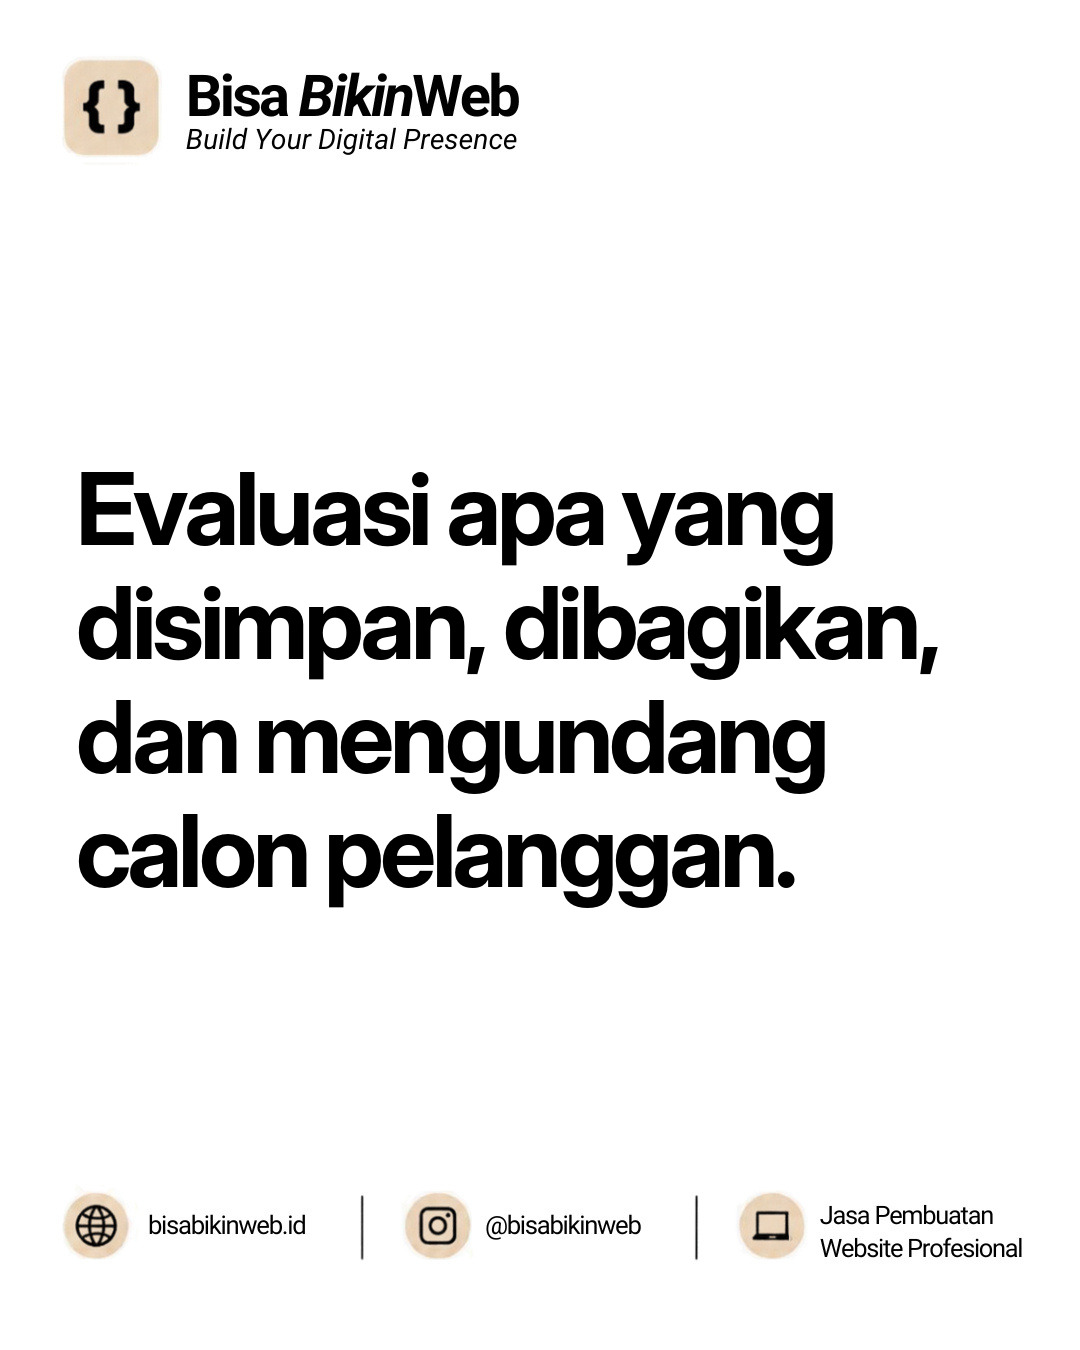 { }
Bisa BikinWeb
Build Your Digital Presence
Evaluasi apa yang
disimpan, dibagikan,
dan mengundang
calon pelanggan.
bisabikinweb.id
@bisabikinweb
Jasa Pembuatan
Website Profesional